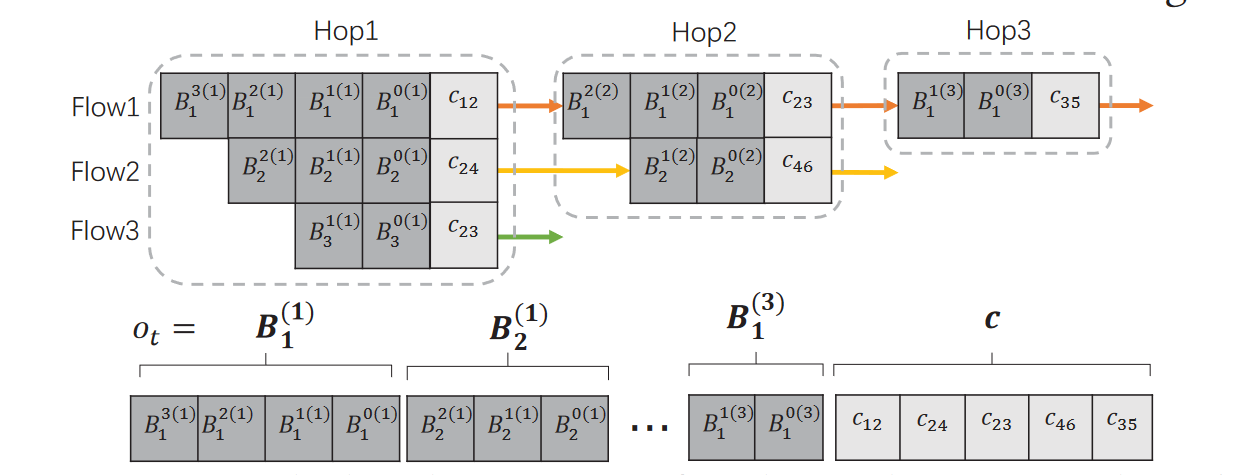 Hop1 Hop2 Hop3
Flow1 B_1^{3(1)} B_1^{2(1)} B_1^{1(1)} B_1^{0(1)} c_{12} B_1^{2(2)} B_1^{1(2)} B_1^{0(2)} c_{23} B_1^{1(3)} B_1^{0(3)} c_{35}
Flow2 B_2^{2(1)} B_2^{1(1)} B_2^{0(1)} c_{24} B_2^{1(2)} B_2^{0(2)} c_{46}
Flow3 B_3^{1(1)} B_3^{0(1)} c_{23}
o_t = B_1^{(1)} B_2^{(1)} B_1^{(3)} c
B_1^{3(1)} B_1^{2(1)} B_1^{1(1)} B_1^{0(1)} B_2^{2(1)} B_2^{1(1)} B_2^{0(1)} ... B_1^{1(3)} B_1^{0(3)} c_{12} c_{24} c_{23} c_{46} c_{35}